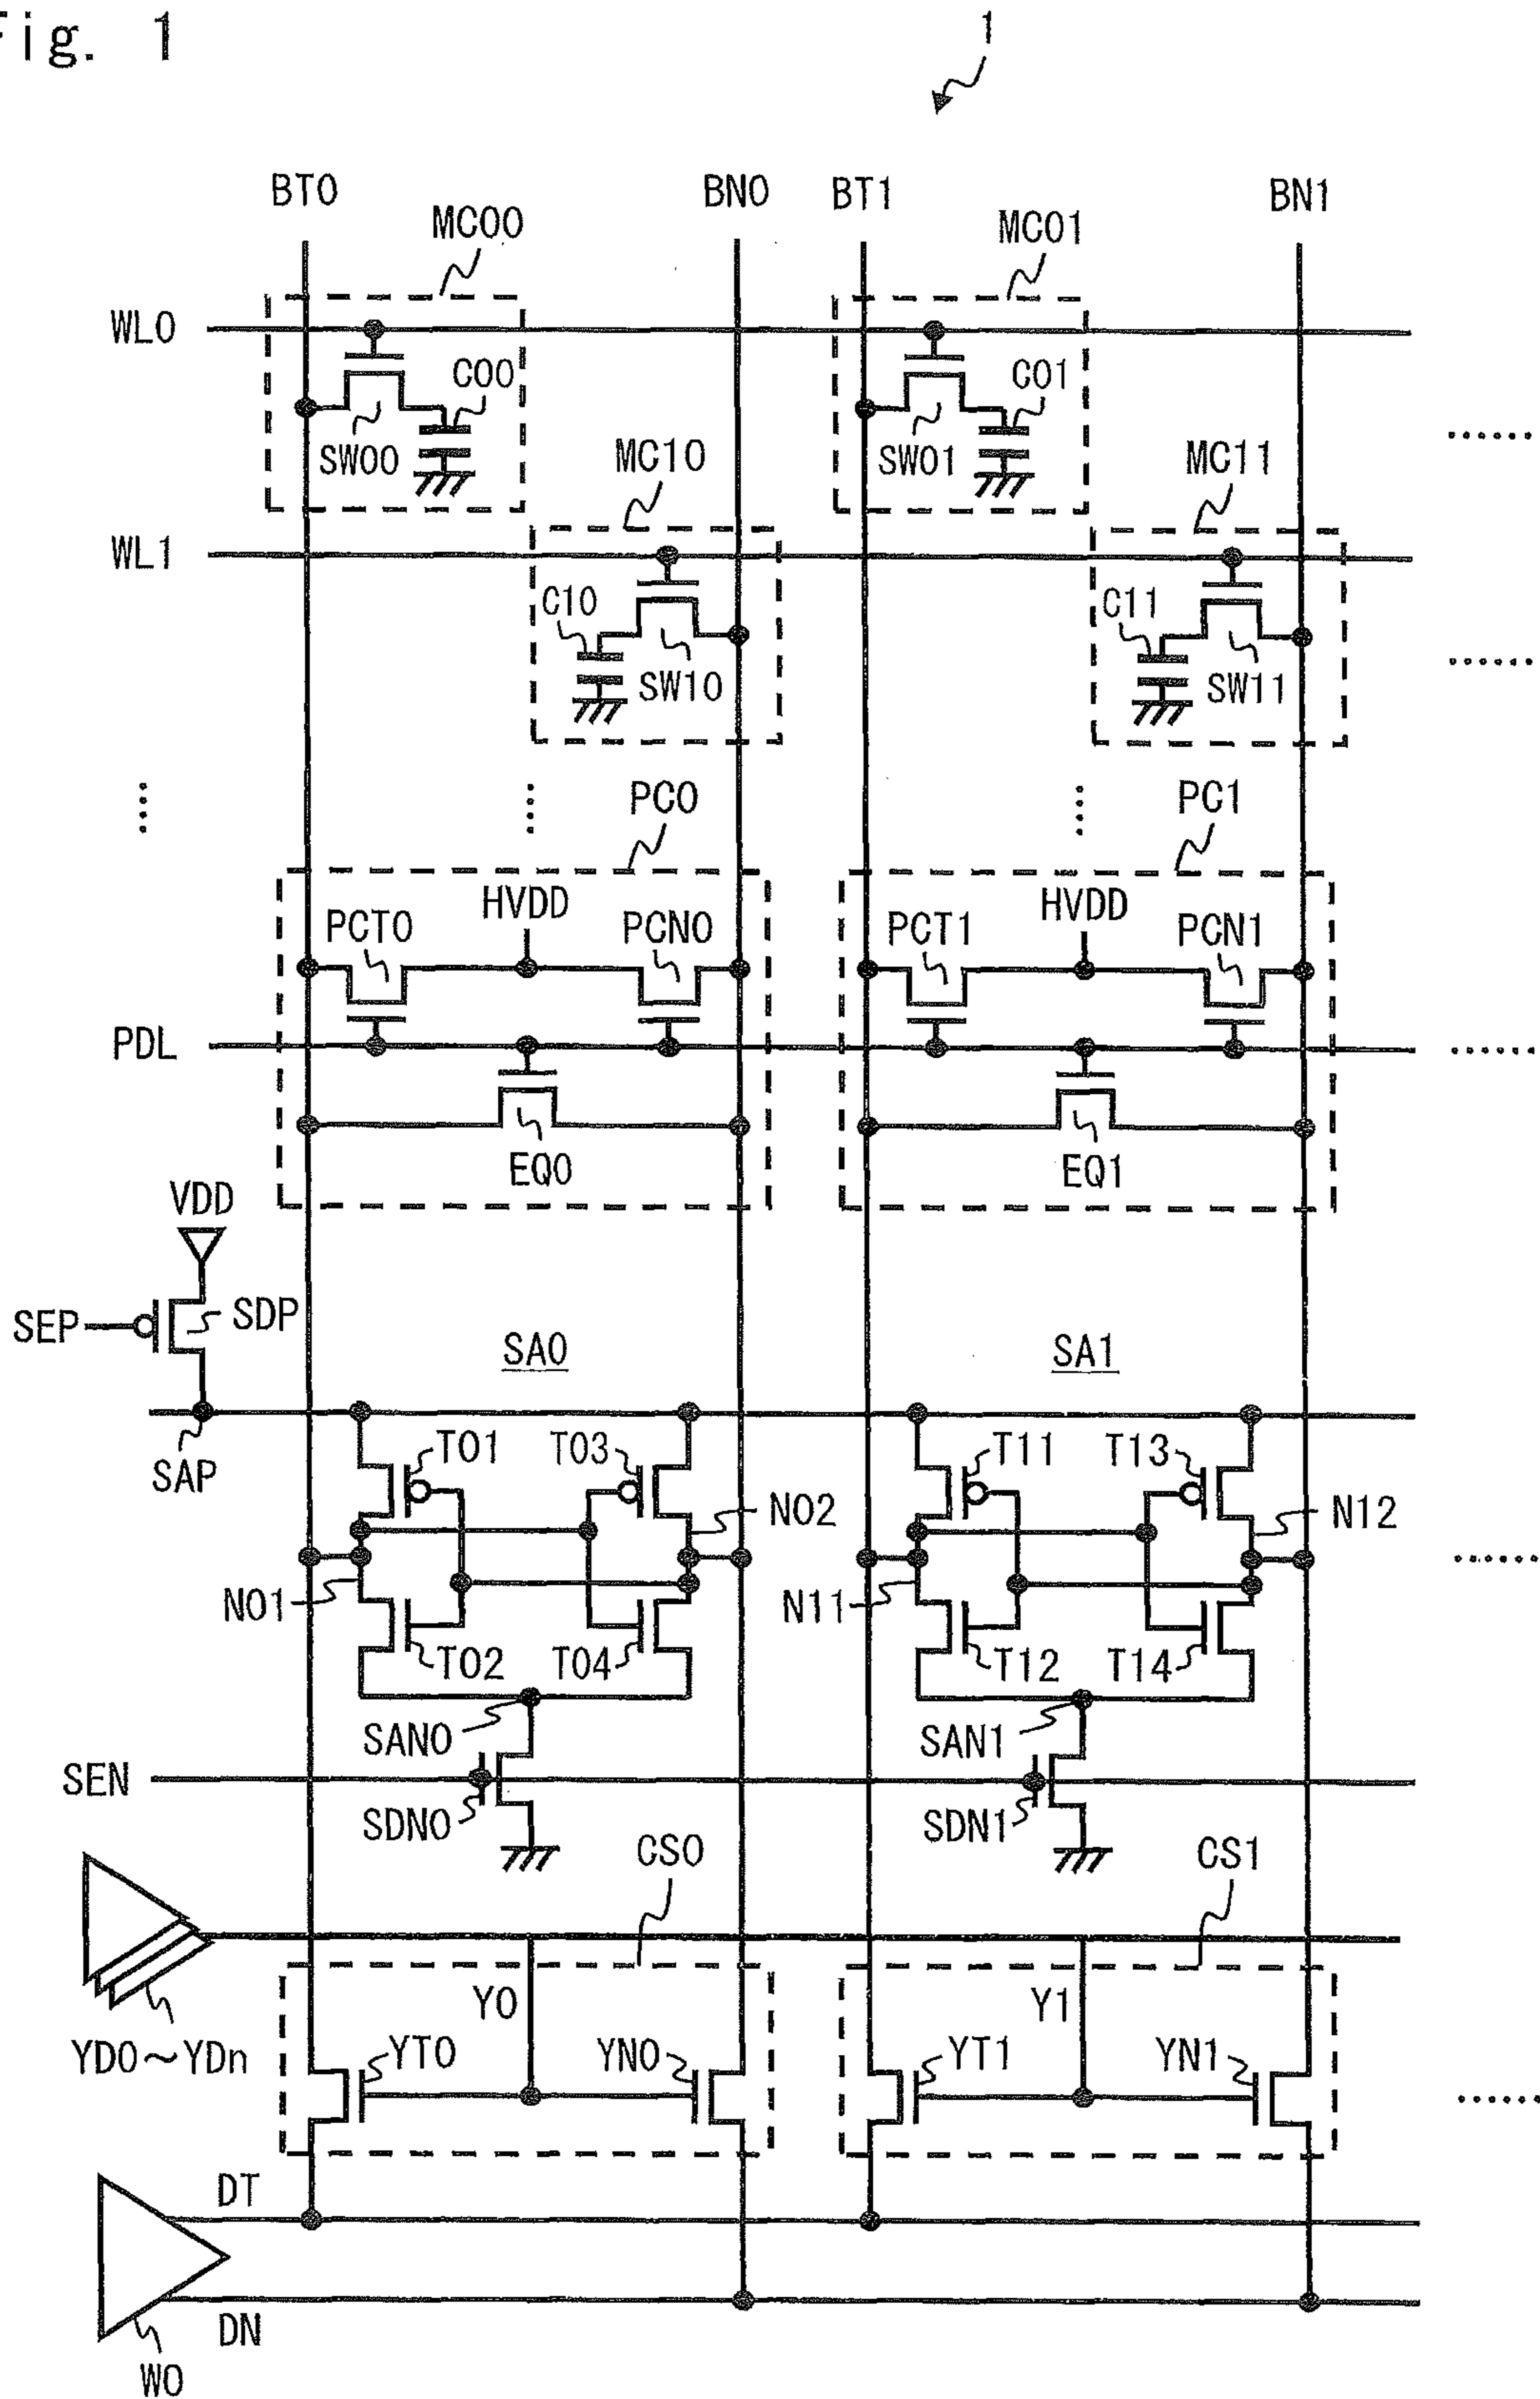 Fig. 1
1
BT0 BN0 BT1 BN1
MC00 MC01
WL0
C00 C01
SW00 SW01
MC10 MC11
WL1
C10 C11
SW10 SW11
PC0 PC1
HVDD HVDD
PCT0 PCN0 PCT1 PCN1
PDL
EQ0 EQ1
VDD
SEP SDP
SA0 SA1
T01 T03 T11 T13
SAP
N02 N12
N01 N11
T02 T04 T12 T14
SAN0 SAN1
SEN
SDN0 SDN1
CS0 CS1
Y0 Y1
YD0~YDn YT0 YN0 YT1 YN1
DT
DN
W0